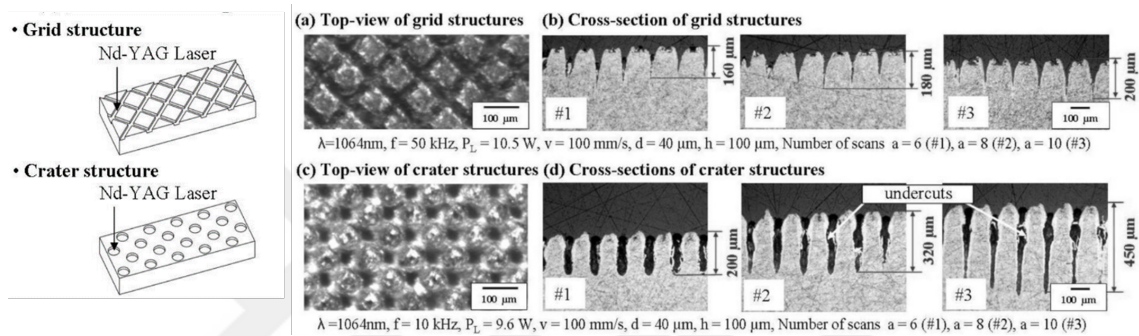 • Grid structure
Nd-YAG Laser
• Crater structure
Nd-YAG Laser
(a) Top-view of grid structures
100 µm
(b) Cross-section of grid structures
#1
160 µm
#2
180 µm
#3
200 µm
100 µm
λ=1064nm, f = 50 kHz, P_L = 10.5 W, v = 100 mm/s, d = 40 µm, h = 100 µm, Number of scans a = 6 (#1), a = 8 (#2), a = 10 (#3)
(c) Top-view of crater structures
100 µm
(d) Cross-sections of crater structures
undercuts
#1
200 µm
#2
320 µm
#3
450 µm
100 µm
λ=1064nm, f = 10 kHz, P_L = 9.6 W, v = 100 mm/s, d = 40 µm, h = 100 µm, Number of scans a = 6 (#1), a = 8 (#2), a = 10 (#3)